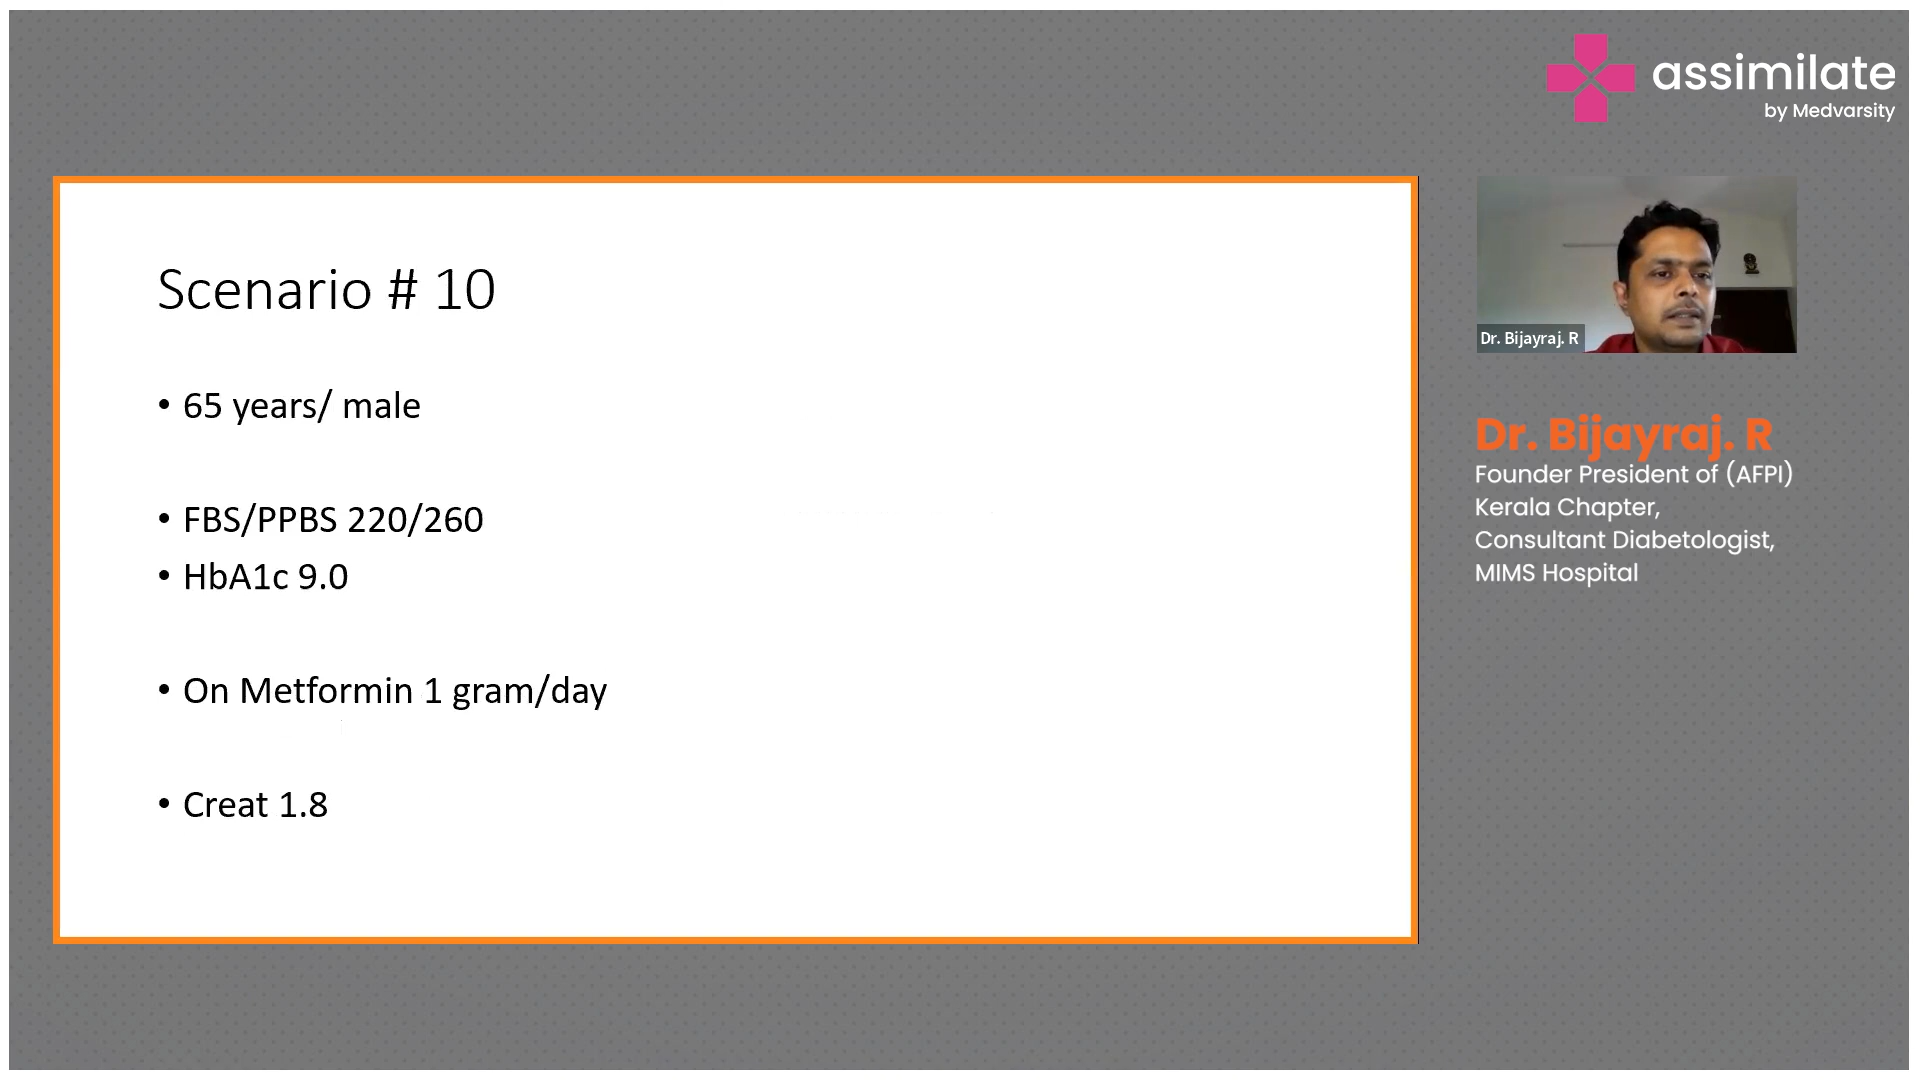 assimilate
by Medvarsity
Scenario # 10
• 65 years/ male
• FBS/PPBS 220/260
• HbA1c 9.0
• On Metformin 1 gram/day
• Creat 1.8
Dr. Bijayraj. R
Dr. Bijayraj. R
Founder President of (AFPI)
Kerala Chapter,
Consultant Diabetologist,
MIMS Hospital